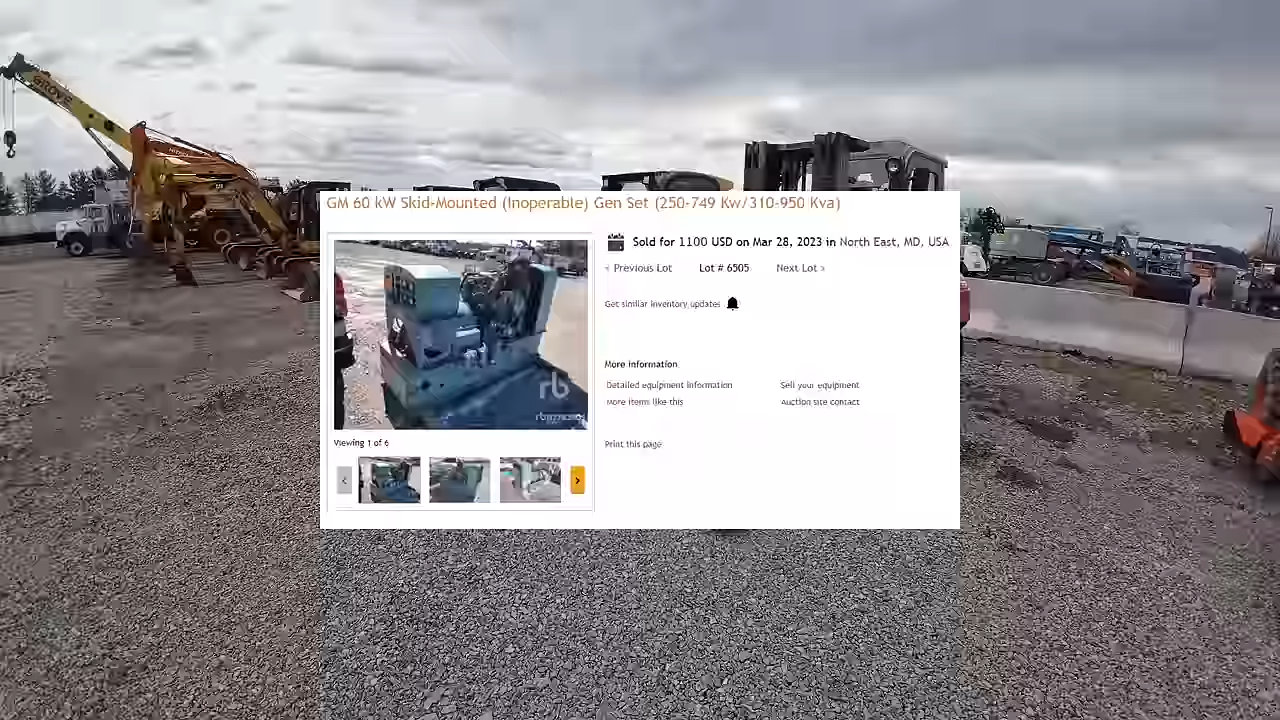 GROVE
GM 60 kW Skid-Mounted (Inoperable) Gen Set (250-749 Kw/310-950 Kva)
Sold for 1100 USD on Mar 28, 2023 in North East, MD, USA
‹ Previous Lot Lot # 6505 Next Lot ›
Get similar inventory updates
More information
Detailed equipment information Sell your equipment
More items like this Auction site contact
Print this page
rb
Viewing 1 of 6